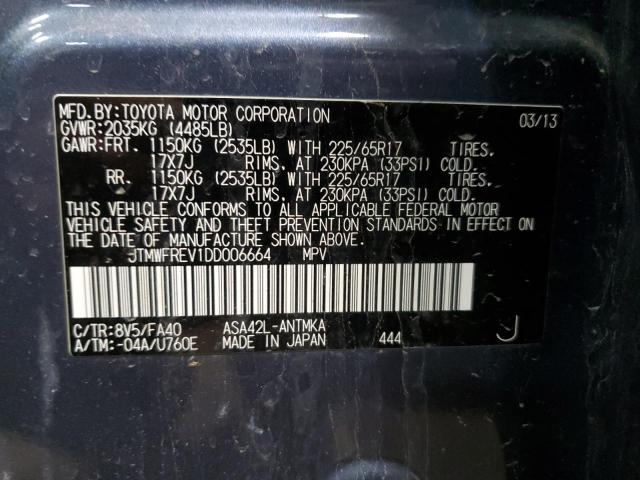 MFD.BY:TOYOTA MOTOR CORPORATION 03/13
GVWR:2035KG (4485LB)
GAWR:FRT. 1150KG (2535LB) WITH 225/65R17 TIRES.
17X7J RIMS, AT 230KPA (33PSI) COLD.
RR. 1150KG (2535LB) WITH 225/65R17 TIRES.
17X7J RIMS, AT 230KPA (33PSI) COLD.
THIS VEHICLE CONFORMS TO ALL APPLICABLE FEDERAL MOTOR
VEHICLE SAFETY AND THEFT PREVENTION STANDARDS IN EFFECT ON
THE DATE OF MANUFACTURE SHOWN ABOVE.
JTMWFREV1DD006664 MPV
C/TR:8V5/FA40 ASA42L-ANTMKA
A/TM:-04A/U760E MADE IN JAPAN 444 J